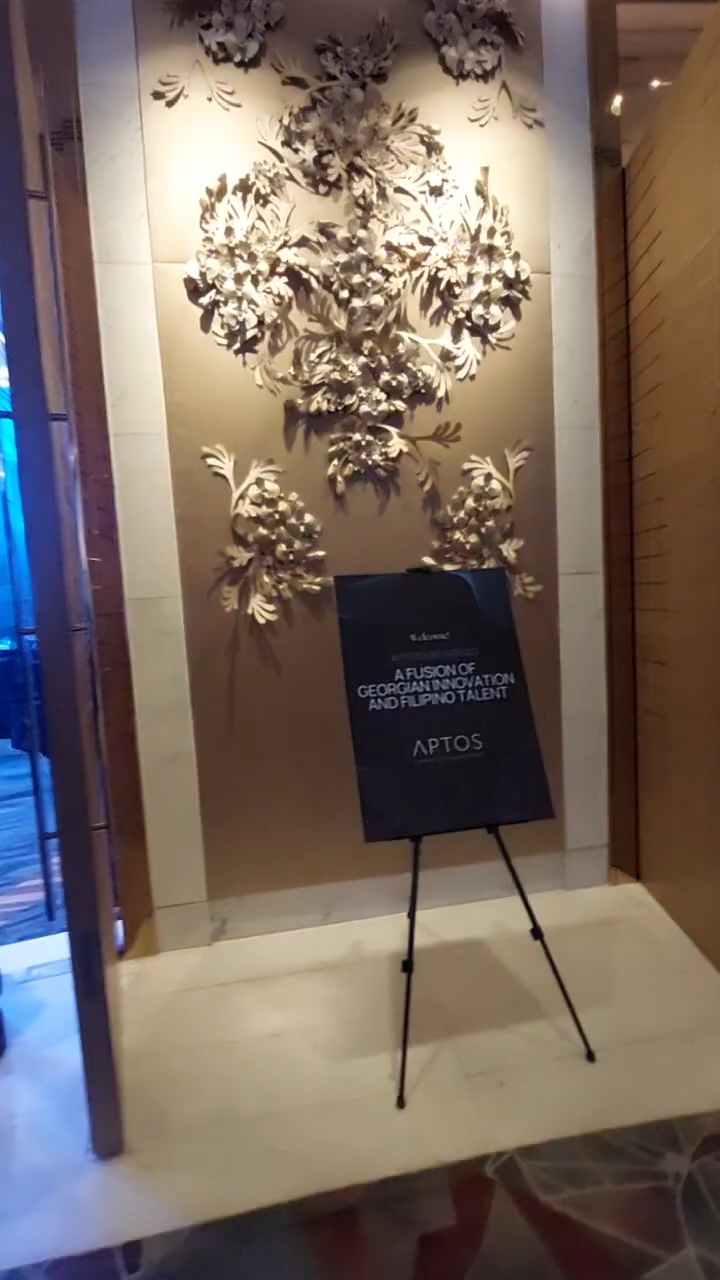 Welcome!
A FUSION OF
GEORGIAN INNOVATION
AND FILIPINO TALENT
APTOS